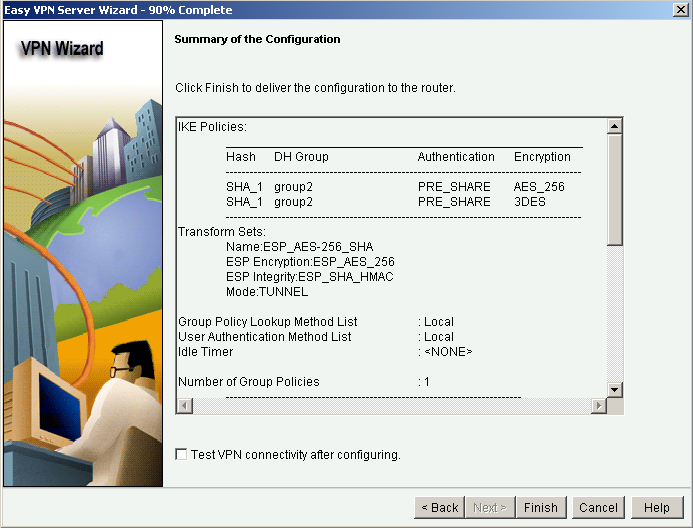 Easy VPN Server Wizard - 90% Complete
VPN Wizard
Summary of the Configuration
Click Finish to deliver the configuration to the router.
IKE Policies:
Hash DH Group Authentication Encryption
SHA_1 group2 PRE_SHARE AES_256
SHA_1 group2 PRE_SHARE 3DES
Transform Sets:
Name:ESP_AES-256_SHA
ESP Encryption:ESP_AES_256
ESP Integrity:ESP_SHA_HMAC
Mode:TUNNEL
Group Policy Lookup Method List : Local
User Authentication Method List : Local
Idle Timer : <NONE>
Number of Group Policies : 1
Test VPN connectivity after configuring.
< Back Next > Finish Cancel Help